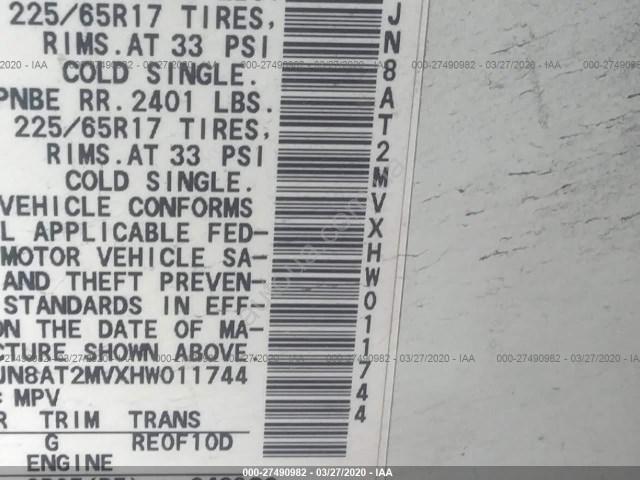 225/65R17 TIRES,
RIMS.AT 33 PSI
COLD SINGLE.
PNBE RR.2401 LBS.
225/65R17 TIRES,
RIMS.AT 33 PSI
COLD SINGLE.
VEHICLE CONFORMS
APPLICABLE FED-
MOTOR VEHICLE SA-
AND THEFT PREVEN-
STANDARDS IN EFF-
ON THE DATE OF MA-
SHOWN ABOVE.
JN8AT2MVXHW011744
MPV
R TRIM TRANS
G RE0F10D
ENGINE
JN8AT2MVXHW011744
000-27490982 — 03/27/2020 — IAA
000-27490982 — 03/27/2020 — IAA
000-27490982 — 03/27/2020 — IAA
000-27490982 — 03/27/2020 — IAA